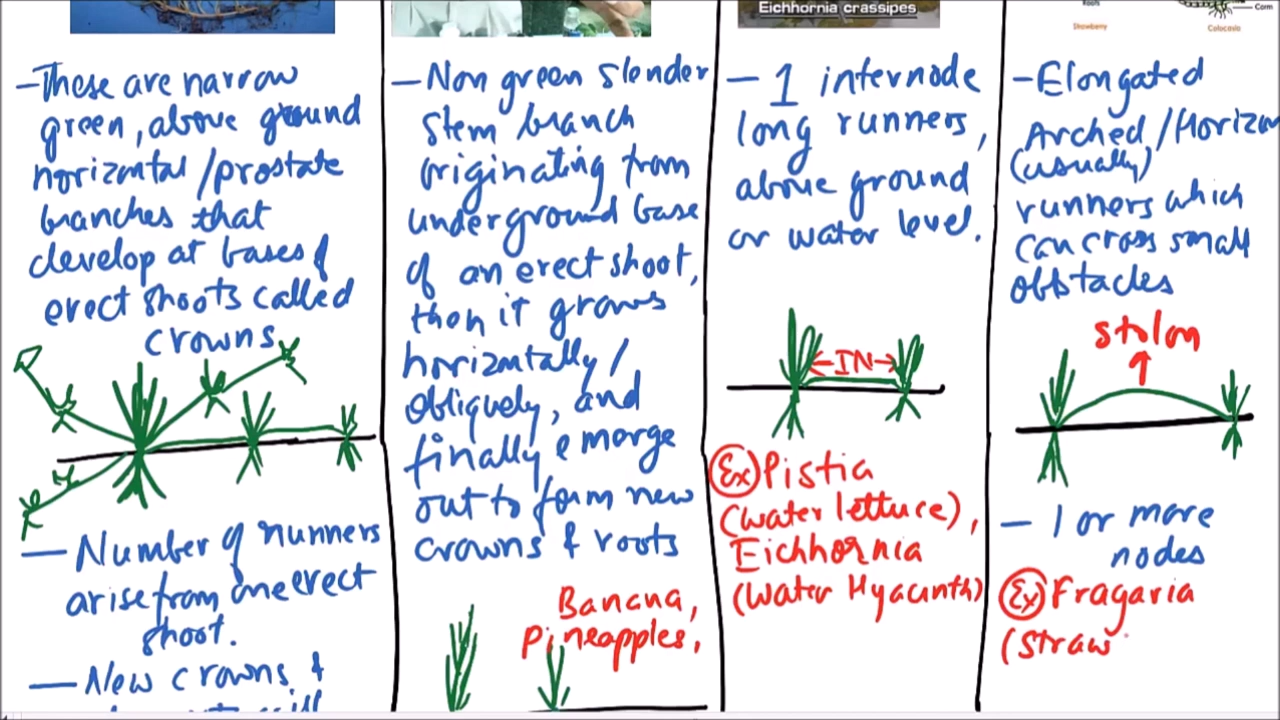 — These are narrow
green, above ground
horizontal / prostate
branches that
develop at bases of
erect shoots called
crowns
— Number of runners
arise from one erect
shoot.
— New crowns &
— Non green slender
stem branch
originating from
underground base
of an erect shoot,
then it grows
horizontally /
obliquely, and
finally emerge
out to form new
crowns & roots
Banana,
Pineapples,
Eichhornia crassipes
— 1 internode
long runners,
above ground
or water level.
←IN→
Ex Pistia
(water lettuce),
Eichhornia
(Water Hyacinth)
Roots
Strawberry
Corm
Colocasia
— Elongated
Arched / Horizon
(usually)
runners which
can cross small
obstacles
Stolon
— 1 or more
nodes
Ex Fragaria
(Straw